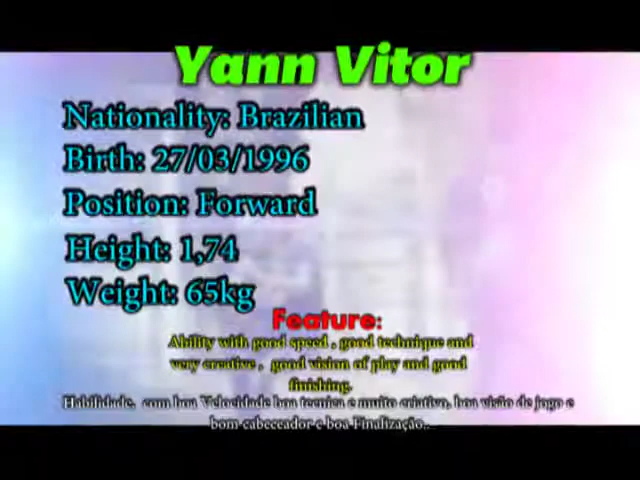 Yann Vitor
Nationality: Brazilian
Birth: 27/03/1996
Position: Forward
Height: 1,74
Weight: 65kg
Feature:
Ability with good speed , good technique and
very creative , good vision of play and good
finishing.
Habilidade, com boa Velocidade boa tecnica e muito criativo, boa visão de jogo e
bom cabeceador e boa Finalização..